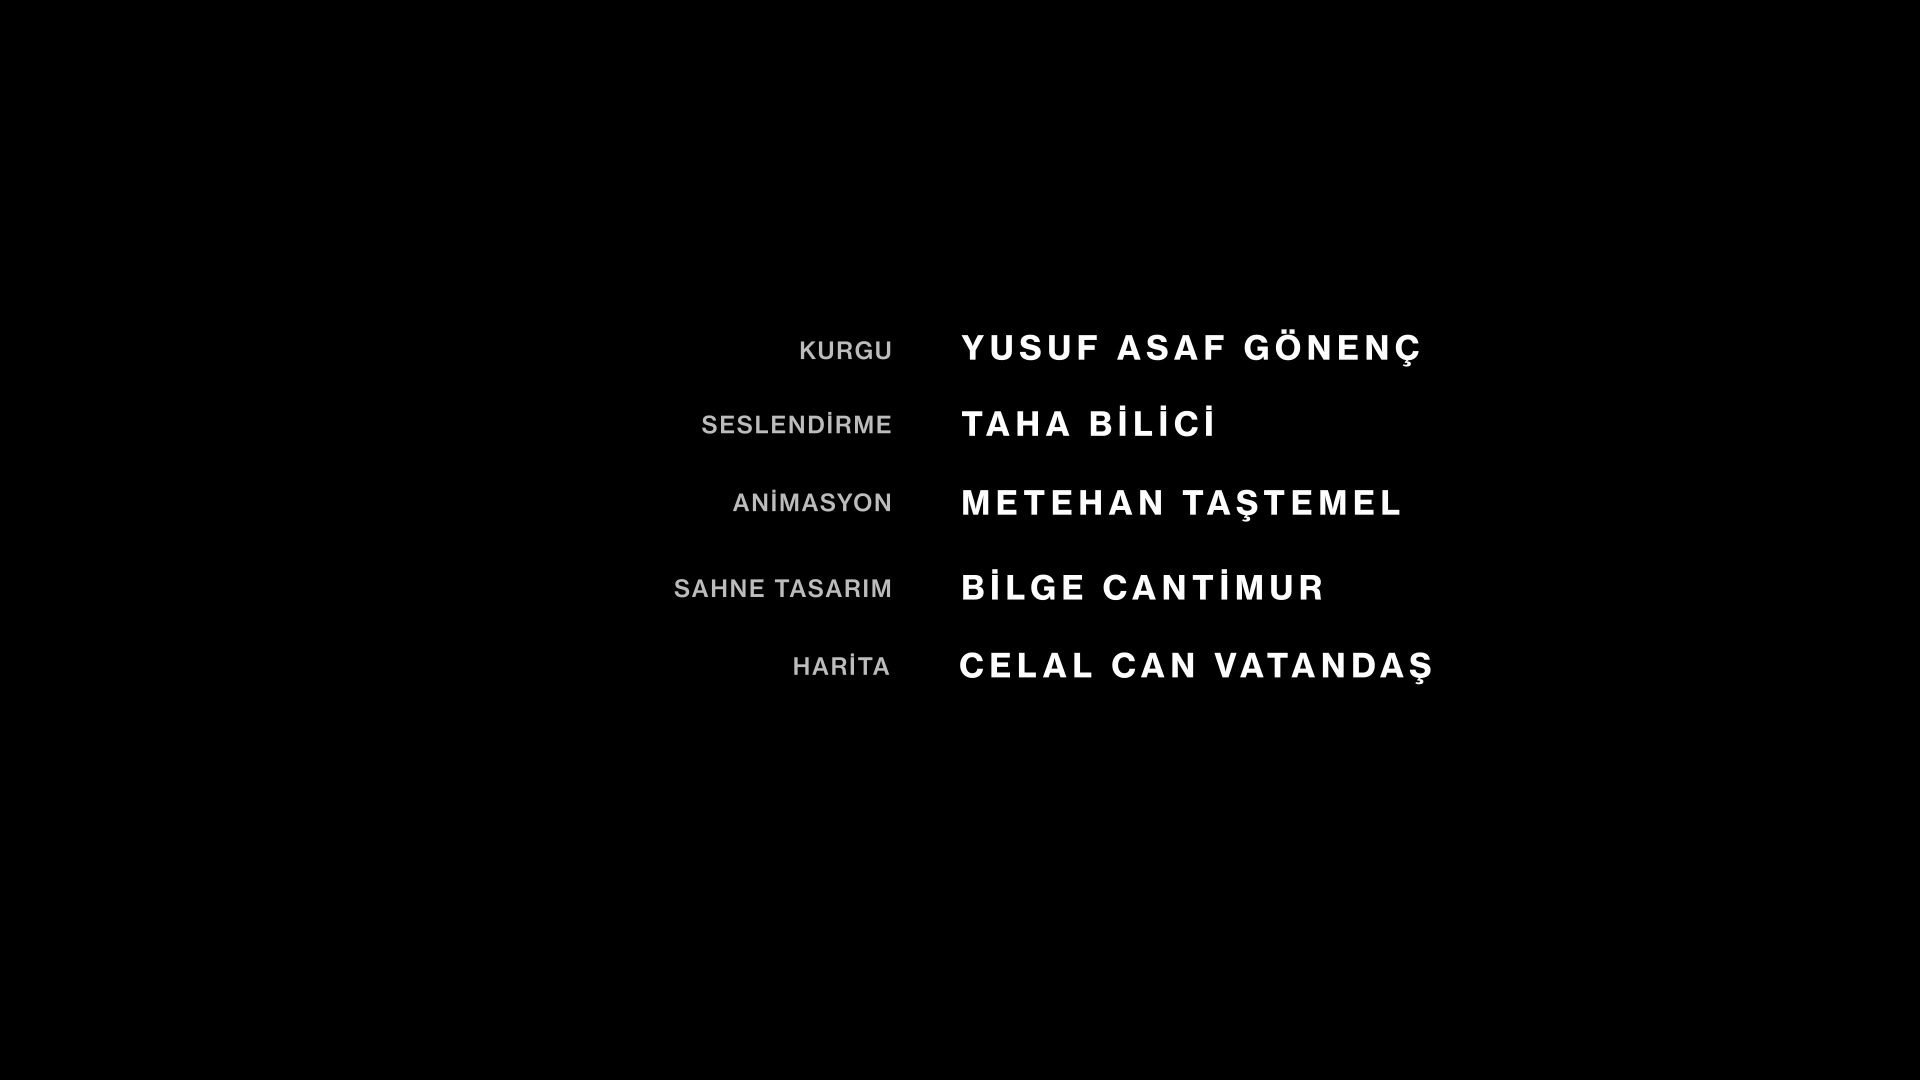 KURGU YUSUF ASAF GÖNENÇ
SESLENDİRME TAHA BİLİCİ
ANİMASYON METEHAN TAŞTEMEL
SAHNE TASARIM BİLGE CANTİMUR
HARİTA CELAL CAN VATANDAŞ